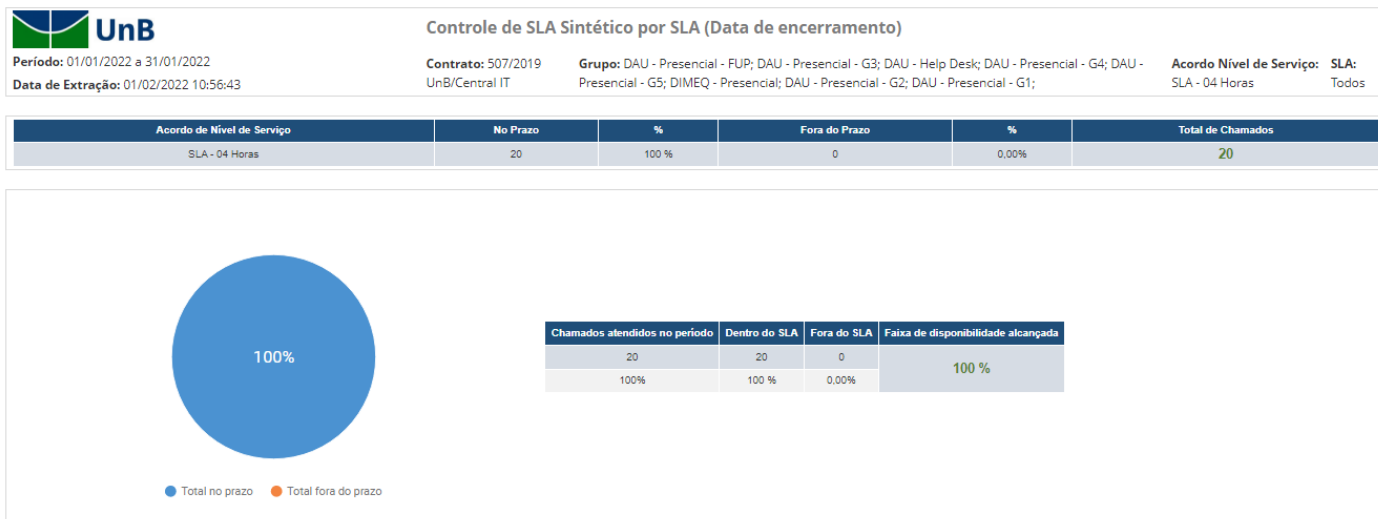 UnB
Controle de SLA Sintético por SLA (Data de encerramento)
Período: 01/01/2022 a 31/01/2022
Data de Extração: 01/02/2022 10:56:43
Contrato: 507/2019
UnB/Central IT
Grupo: DAU - Presencial - FUP; DAU - Presencial - G3; DAU - Help Desk; DAU - Presencial - G4; DAU -
Presencial - G5; DIMEQ - Presencial; DAU - Presencial - G2; DAU - Presencial - G1;
Acordo Nível de Serviço:
SLA - 04 Horas
SLA:
Todos
Acordo de Nível de Serviço No Prazo % Fora do Prazo % Total de Chamados
SLA - 04 Horas 20 100 % 0 0,00% 20
100%
Total no prazo Total fora do prazo
Chamados atendidos no período Dentro do SLA Fora do SLA Faixa de disponibilidade alcançada
20 20 0 100 %
100% 100 % 0,00%